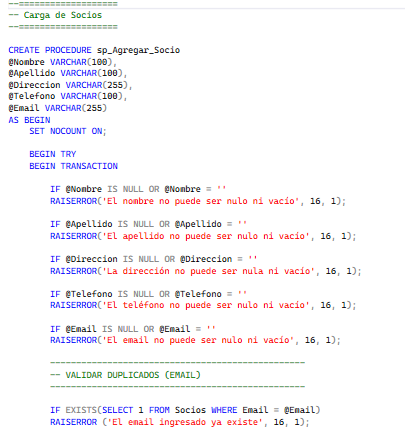 --===================
-- Carga de Socios
--===================
CREATE PROCEDURE sp_Agregar_Socio
@Nombre VARCHAR(100),
@Apellido VARCHAR(100),
@Direccion VARCHAR(255),
@Telefono VARCHAR(100),
@Email VARCHAR(255)
AS BEGIN
SET NOCOUNT ON;
BEGIN TRY
BEGIN TRANSACTION
IF @Nombre IS NULL OR @Nombre = ''
RAISERROR('El nombre no puede ser nulo ni vacío', 16, 1);
IF @Apellido IS NULL OR @Apellido = ''
RAISERROR('El apellido no puede ser nulo ni vacío', 16, 1);
IF @Direccion IS NULL OR @Direccion = ''
RAISERROR('La dirección no puede ser nula ni vacío', 16, 1);
IF @Telefono IS NULL OR @Telefono = ''
RAISERROR('El teléfono no puede ser nulo ni vacío', 16, 1);
IF @Email IS NULL OR @Email = ''
RAISERROR('El email no puede ser nulo ni vacío', 16, 1);
-------------------------------------------------
-- VALIDAR DUPLICADOS (EMAIL)
-------------------------------------------------
IF EXISTS(SELECT 1 FROM Socios WHERE Email = @Email)
RAISERROR ('El email ingresado ya existe', 16, 1);